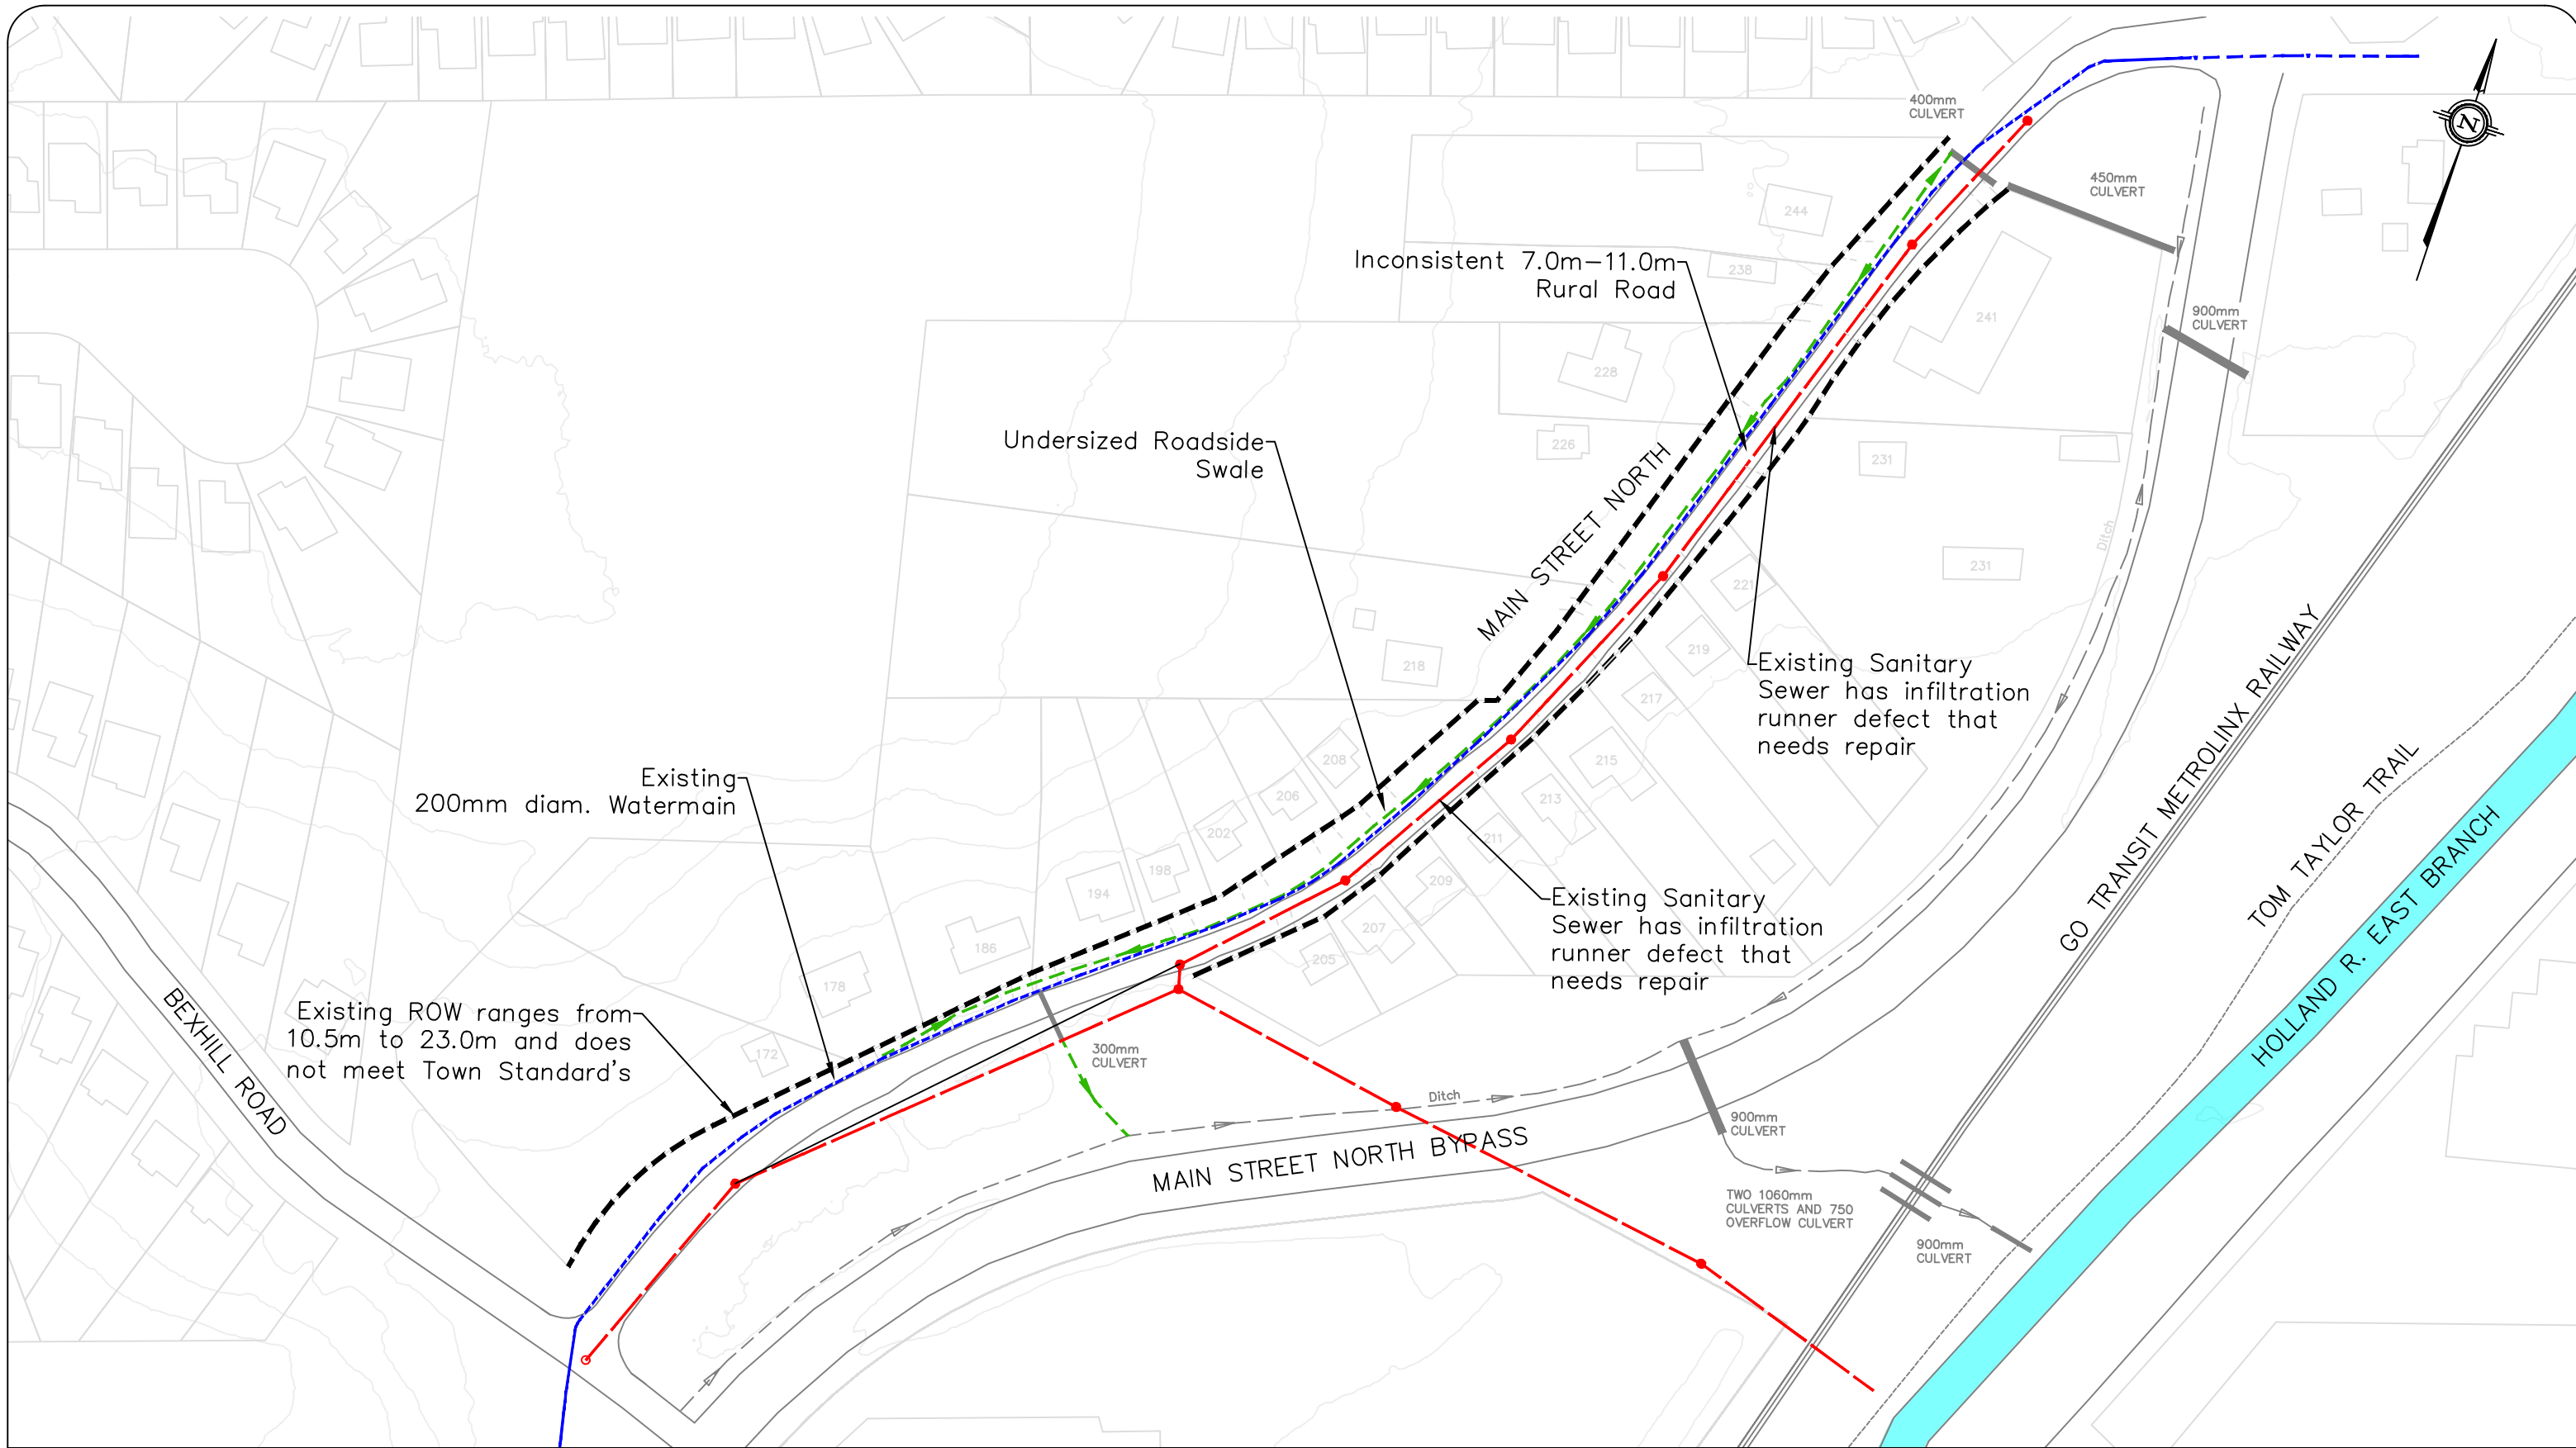 400mm
CULVERT
N
450mm
CULVERT
244
Inconsistent 7.0m-11.0m
Rural Road
238
241
900mm
CULVERT
228
Undersized Roadside
Swale
226
231
MAIN STREET NORTH
Ditch
231
221
219
218
217
Existing Sanitary
Sewer has infiltration
runner defect that
needs repair
GO TRANSIT METROLINX RAILWAY
TOM TAYLOR TRAIL
HOLLAND R. EAST BRANCH
208
215
Existing
200mm diam. Watermain
206
213
202
211
198
194
209
Existing Sanitary
Sewer has infiltration
runner defect that
needs repair
207
186
205
178
Existing ROW ranges from
10.5m to 23.0m and does
not meet Town Standard's
BEXHILL ROAD
172
300mm
CULVERT
Ditch
900mm
CULVERT
MAIN STREET NORTH BYPASS
TWO 1060mm
CULVERTS AND 750
OVERFLOW CULVERT
900mm
CULVERT